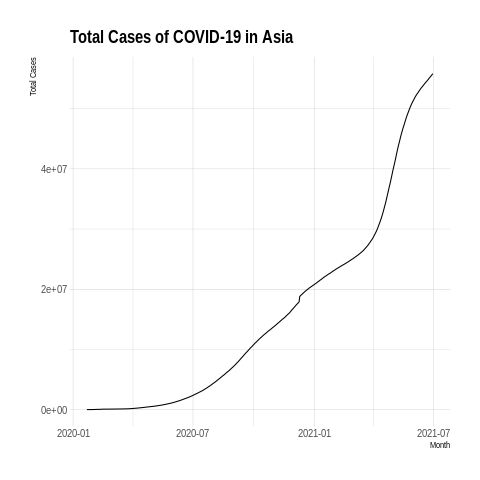 Total Cases of COVID-19 in Asia
Total Cases
4e+07
2e+07
0e+00
2020-01 2020-07 2021-01 2021-07
Month